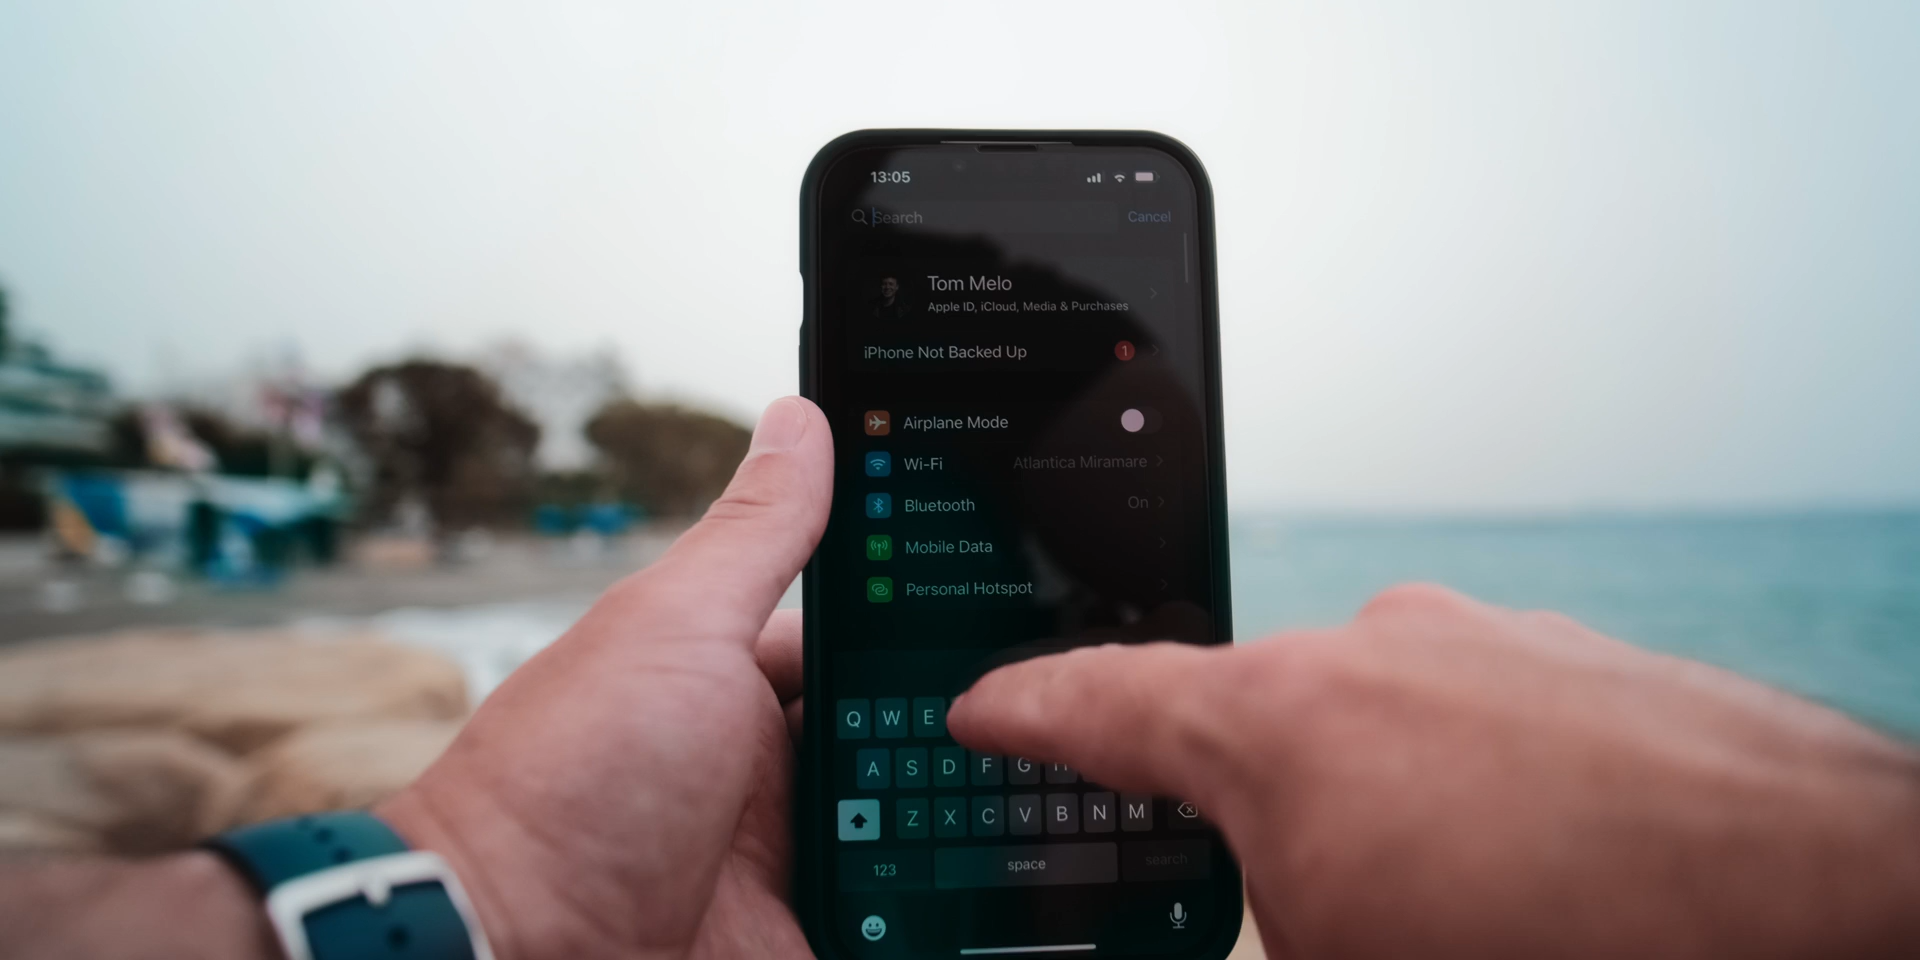 13:05
Search
Cancel
Tom Melo
Apple ID, iCloud, Media & Purchases
iPhone Not Backed Up
1
Airplane Mode
Wi-Fi
Atlantica Miramare
Bluetooth
On
Mobile Data
Personal Hotspot
Q W E
A S D F G H
Z X C V B N M
123
space
search